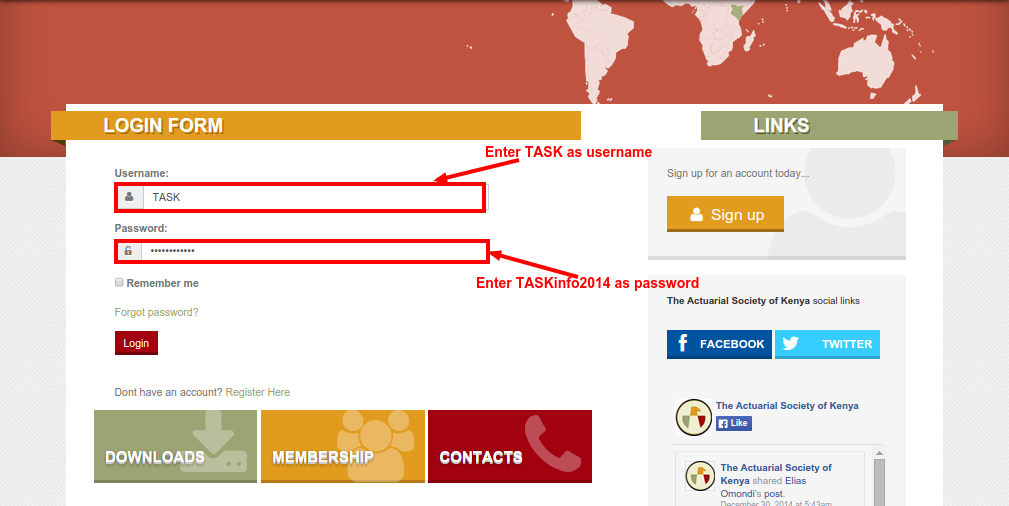 LOGIN FORM
LINKS
Enter TASK as username
Username:
TASK
Password:
Enter TASKinfo2014 as password
Remember me
Forgot password?
Login
Dont have an account? Register Here
DOWNLOADS
MEMBERSHIP
CONTACTS
Sign up for an account today...
Sign up
The Actuarial Society of Kenya social links
FACEBOOK
TWITTER
The Actuarial Society of Kenya
Like
The Actuarial Society of
Kenya shared Elias
Omondi's post.
December 30, 2014 at 5:43am